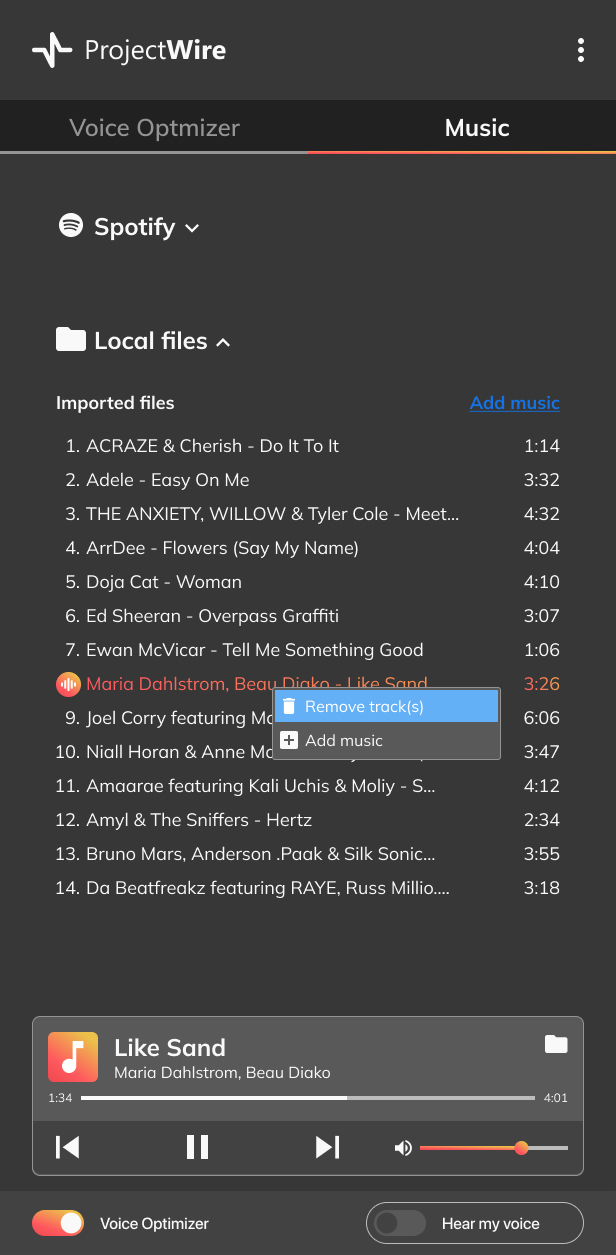 ProjectWire
Voice Optmizer
Music
Spotify
Local files
Imported files
Add music
1. ACRAZE & Cherish - Do It To It 1:14
2. Adele - Easy On Me 3:32
3. THE ANXIETY, WILLOW & Tyler Cole - Meet... 4:32
4. ArrDee - Flowers (Say My Name) 4:04
5. Doja Cat - Woman 4:10
6. Ed Sheeran - Overpass Graffiti 3:07
7. Ewan McVicar - Tell Me Something Good 1:06
Maria Dahlstrom, Beau Diako - Like Sand 3:26
Remove track(s)
9. Joel Corry featuring 6:06
Add music
10. Niall Horan & Anne 3:47
11. Amaarae featuring Kali Uchis & Moliy - S... 4:12
12. Amyl & The Sniffers - Hertz 2:34
13. Bruno Mars, Anderson .Paak & Silk Sonic... 3:55
14. Da Beatfreakz featuring RAYE, Russ Millio.... 3:18
Like Sand
Maria Dahlstrom, Beau Diako
1:34 4:01
Voice Optimizer
Hear my voice